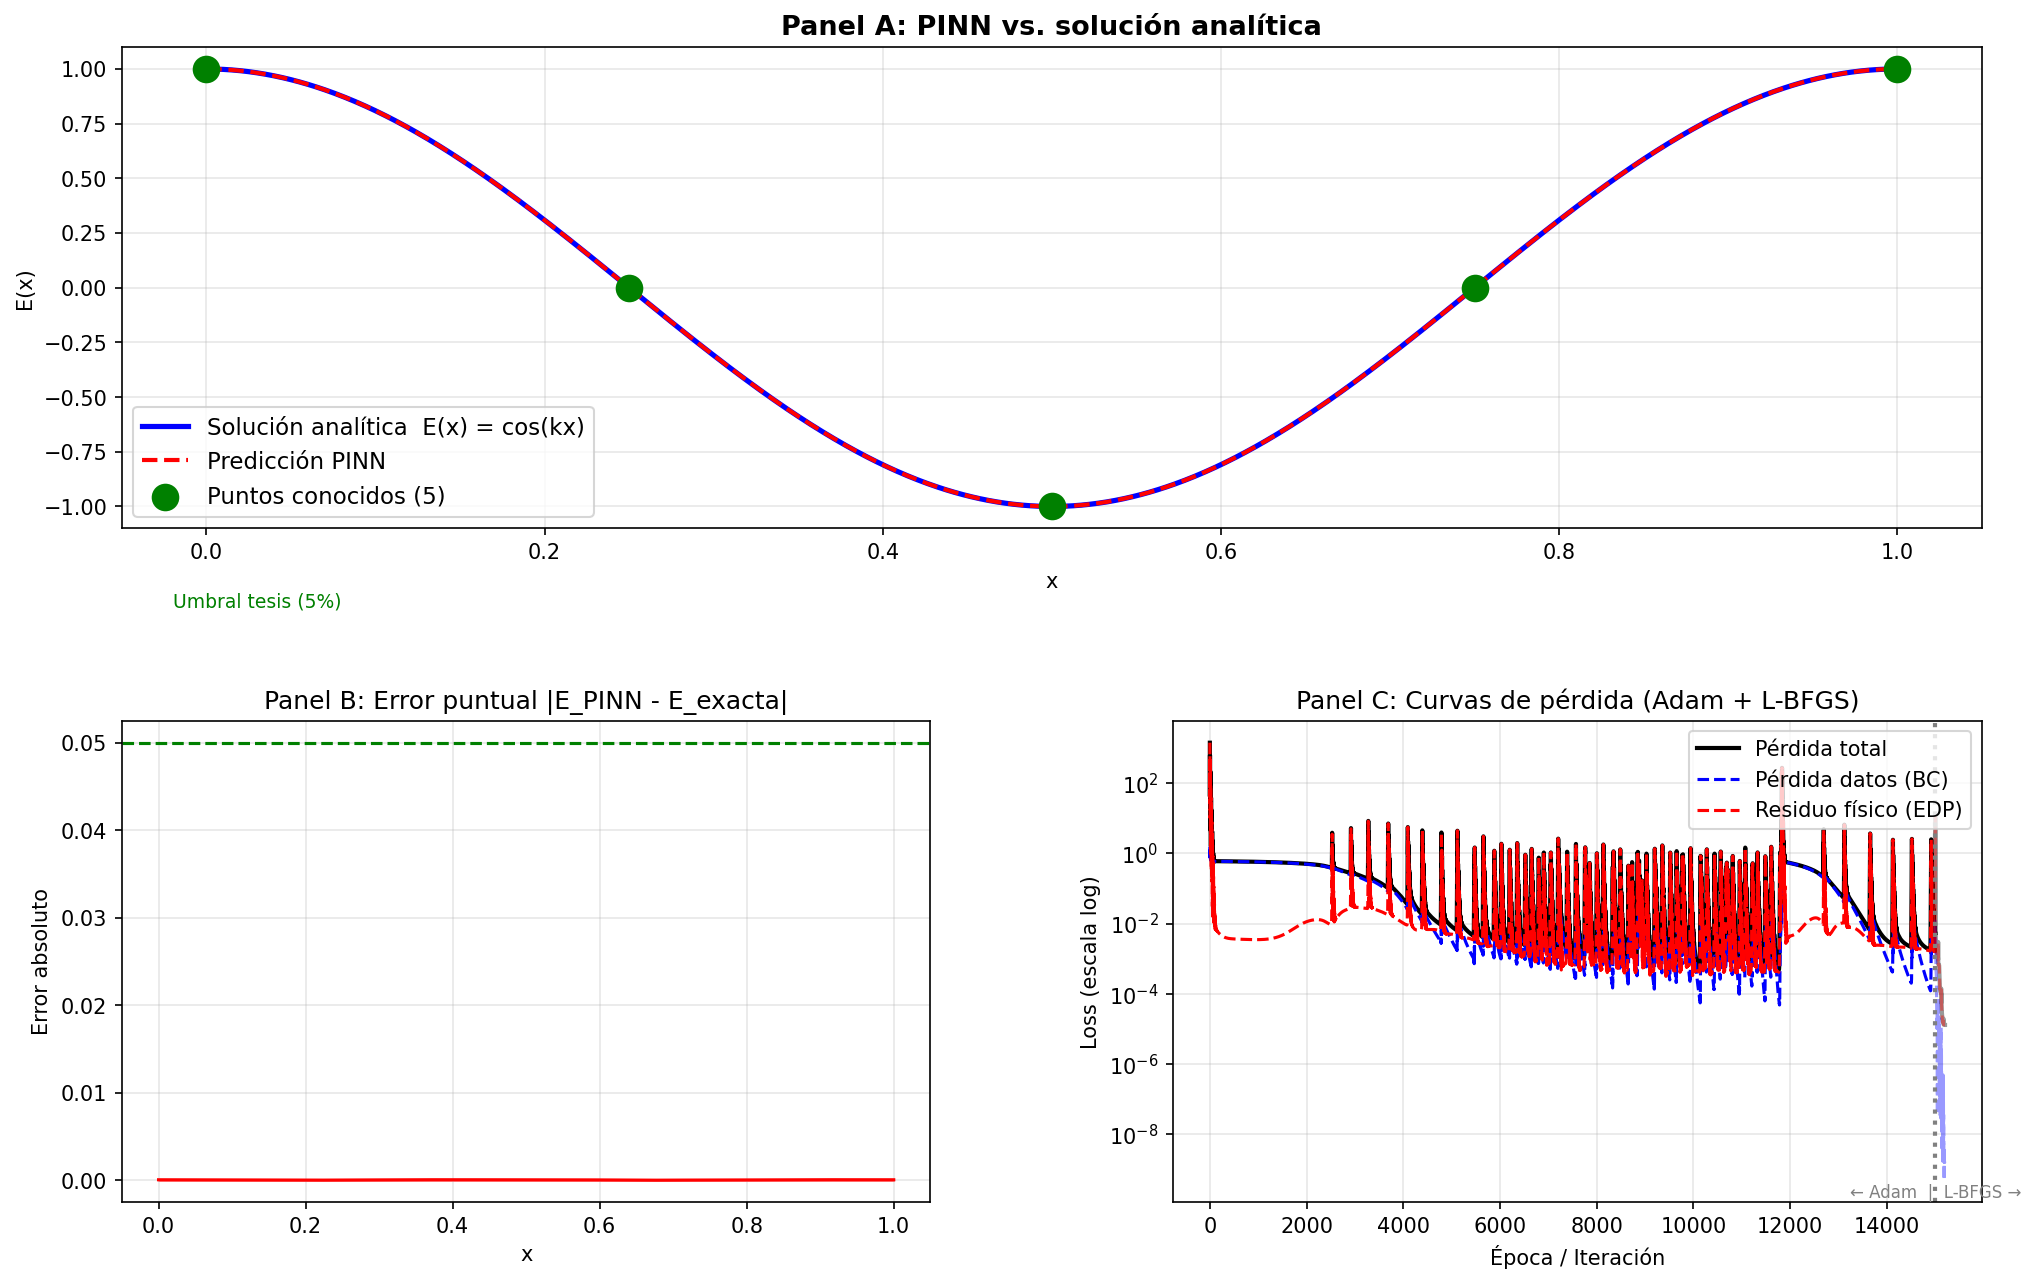 Panel A: PINN vs. solución analítica
1.00
0.75
0.50
0.25
0.00
−0.25
−0.50
−0.75
−1.00
E(x)
Solución analítica  E(x) = cos(kx)
Predicción PINN
Puntos conocidos (5)
0.0 0.2 0.4 0.6 0.8 1.0
x
Umbral tesis (5%)
Panel B: Error puntual |E_PINN - E_exacta|
0.05
0.04
0.03
0.02
0.01
0.00
Error absoluto
0.0 0.2 0.4 0.6 0.8 1.0
x
Panel C: Curvas de pérdida (Adam + L-BFGS)
Pérdida total
Pérdida datos (BC)
Residuo físico (EDP)
10²
10⁰
10⁻²
10⁻⁴
10⁻⁶
10⁻⁸
Loss (escala log)
← Adam | L-BFGS →
0 2000 4000 6000 8000 10000 12000 14000
Época / Iteración